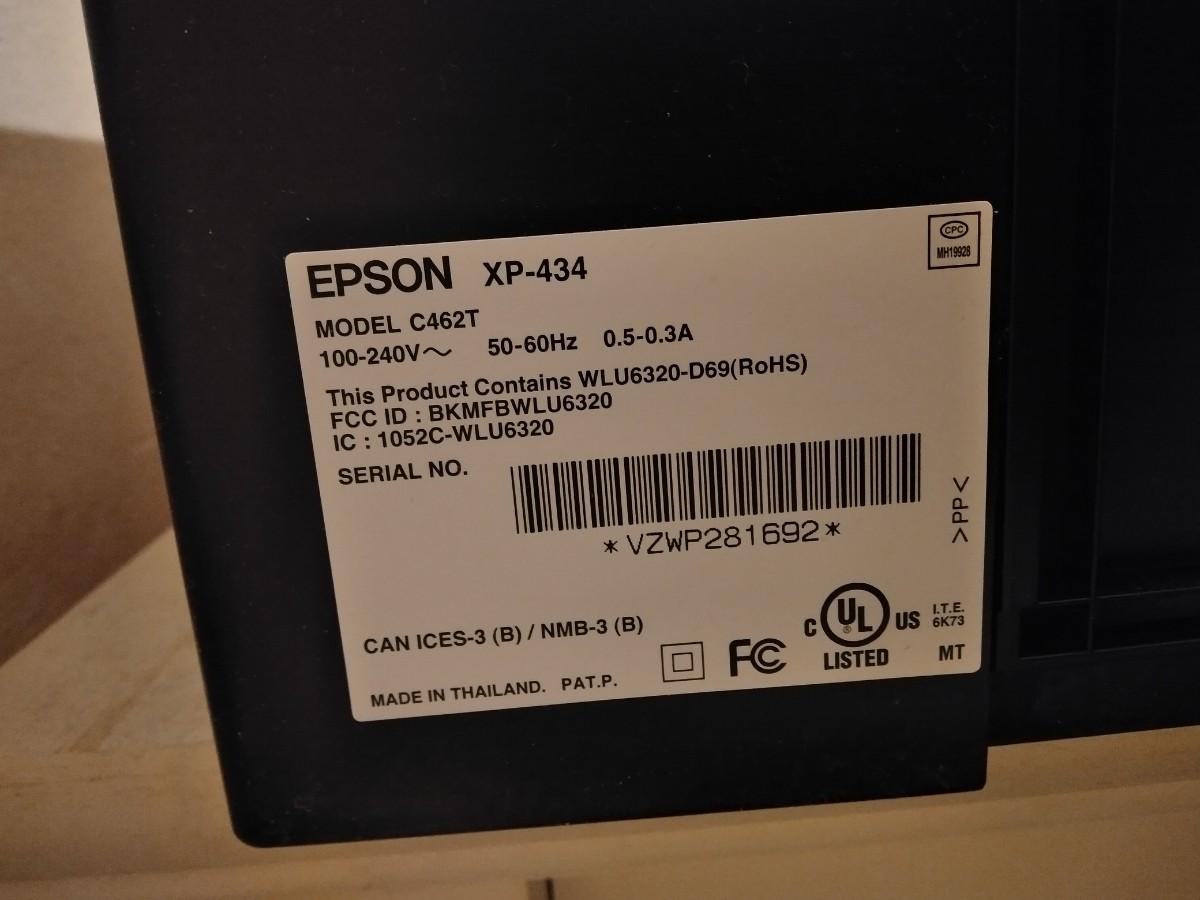 EPSON XP-434
CPC
MH19928
MODEL C462T
100-240V～ 50-60Hz 0.5-0.3A
This Product Contains WLU6320-D69(RoHS)
FCC ID : BKMFBWLU6320
IC : 1052C-WLU6320
SERIAL NO.
*VZWP281692*
>PP<
CAN ICES-3 (B) / NMB-3 (B)
C UL ® US
LISTED
I.T.E.
6K73
FC
MT
MADE IN THAILAND. PAT.P.